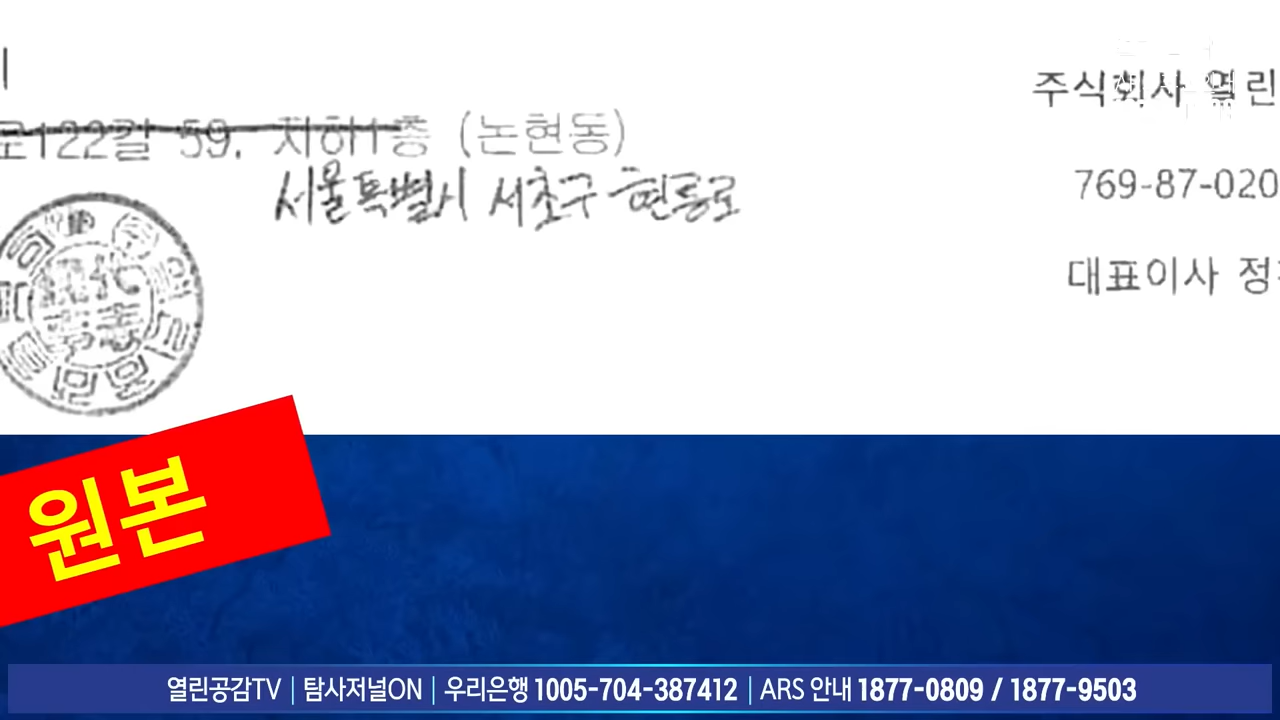 주식회사 열린
로122길 59. 지하1층 (논현동)
서울특별시 서초구 헌릉로
769-87-020
대표이사 정
원본
열린공감TV | 탐사저널ON | 우리은행 1005-704-387412 | ARS 안내 1877-0809 / 1877-9503